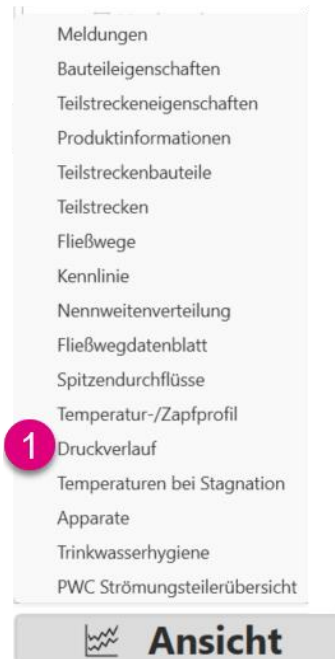 Meldungen
Bauteileigenschaften
Teilstreckeneigenschaften
Produktinformationen
Teilstreckenbauteile
Teilstrecken
Fließwege
Kennlinie
Nennweitenverteilung
Fließwegdatenblatt
Spitzendurchflüsse
Temperatur-/Zapfprofil
1 Druckverlauf
Temperaturen bei Stagnation
Apparate
Trinkwasserhygiene
PWC Strömungsteilerübersicht
Ansicht